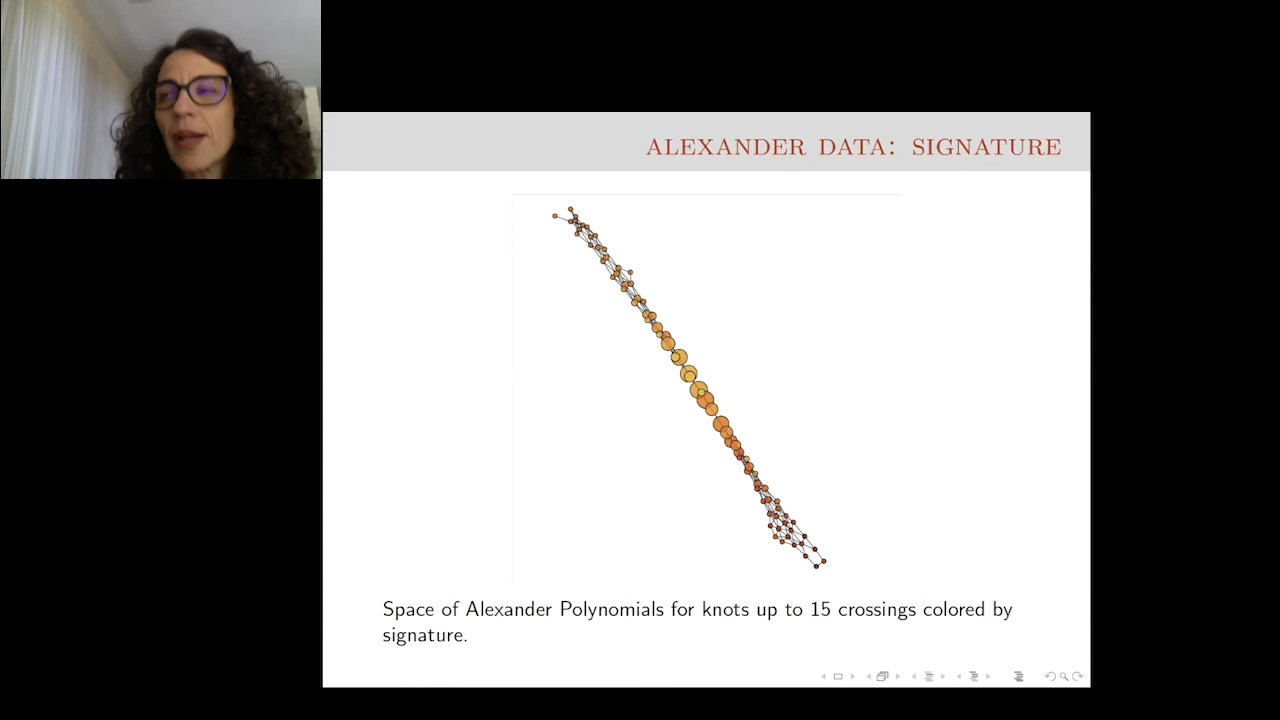 ALEXANDER DATA: SIGNATURE
Space of Alexander Polynomials for knots up to 15 crossings colored by
signature.